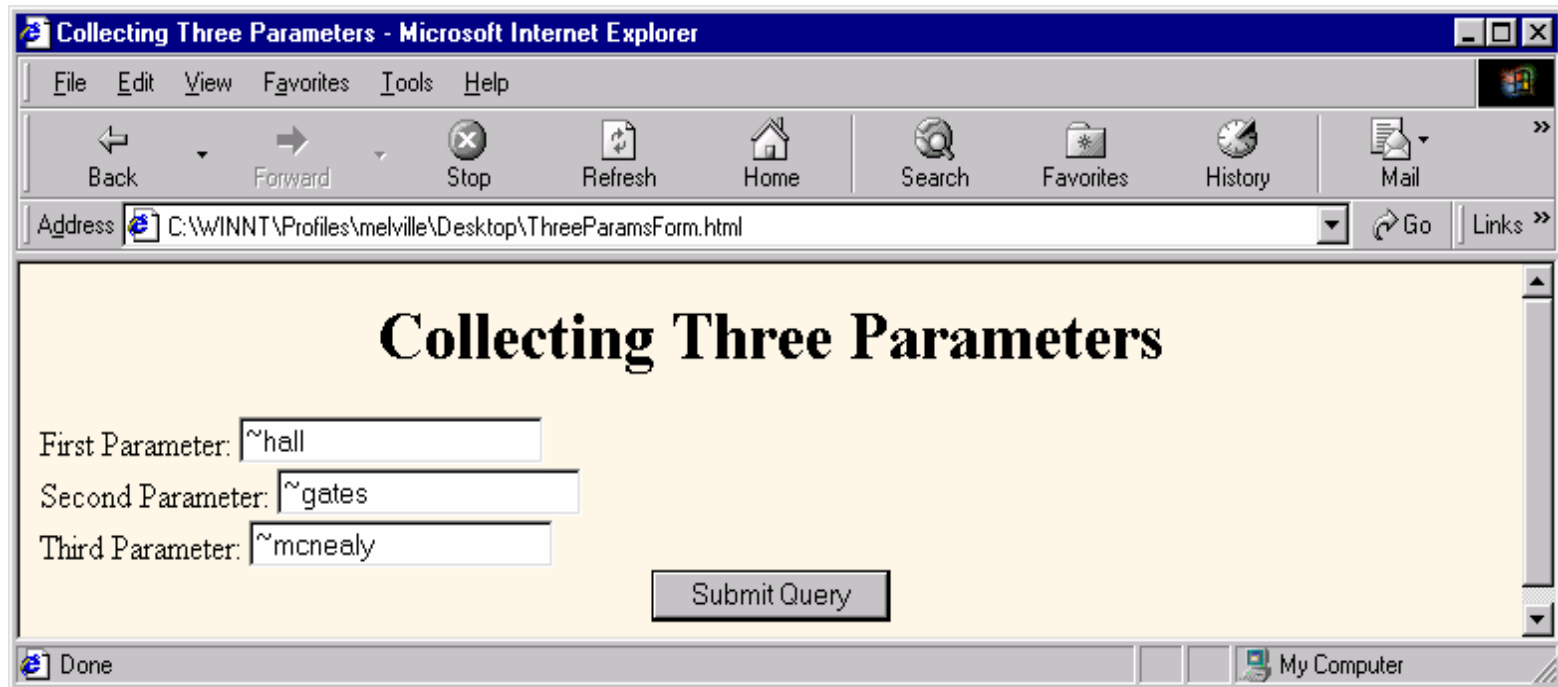 Collecting Three Parameters - Microsoft Internet Explorer
File Edit View Favorites Tools Help
Back Forward Stop Refresh Home Search Favorites History Mail »
Address C:\WINNT\Profiles\melville\Desktop\ThreeParamsForm.html Go Links »
Collecting Three Parameters
First Parameter: ~hall
Second Parameter: ~gates
Third Parameter: ~mcnealy
Submit Query
Done My Computer